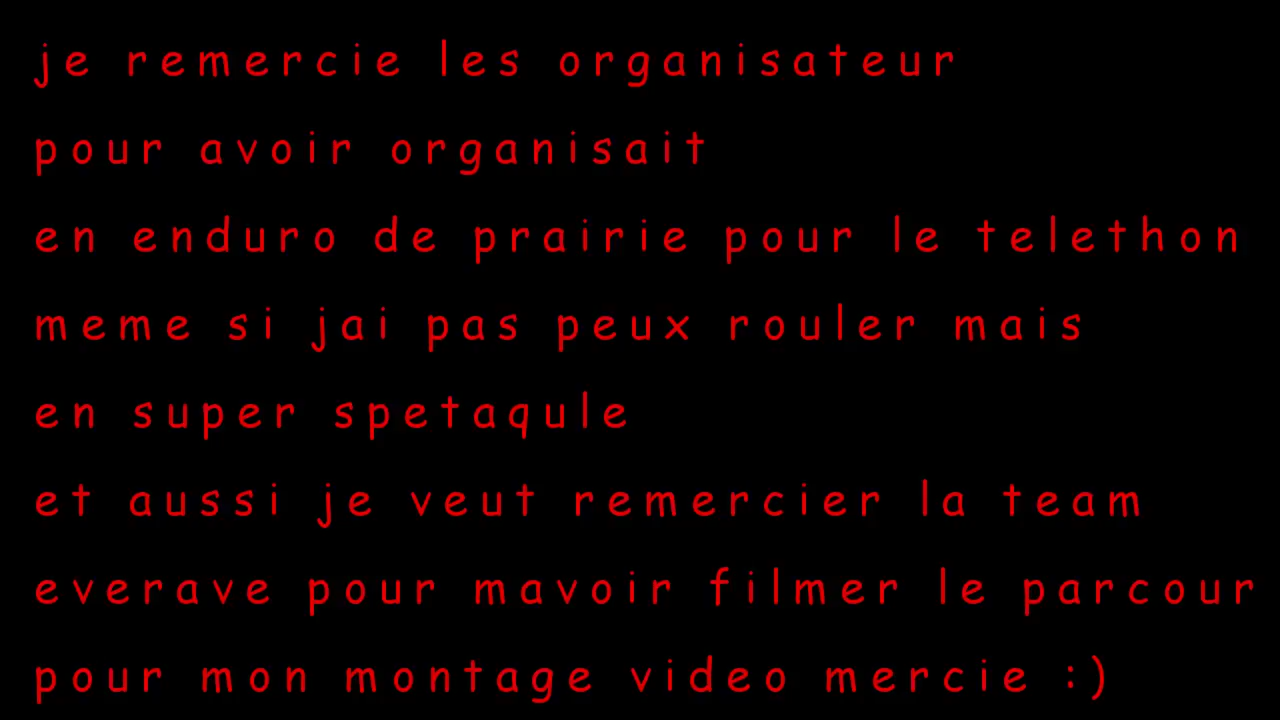 je remercie les organisateur
pour avoir organisait
en enduro de prairie pour le telethon
meme si jai pas peux rouler mais
en super spetaqule
et aussi je veut remercier la team
everave pour mavoir filmer le parcour
pour mon montage video mercie :)